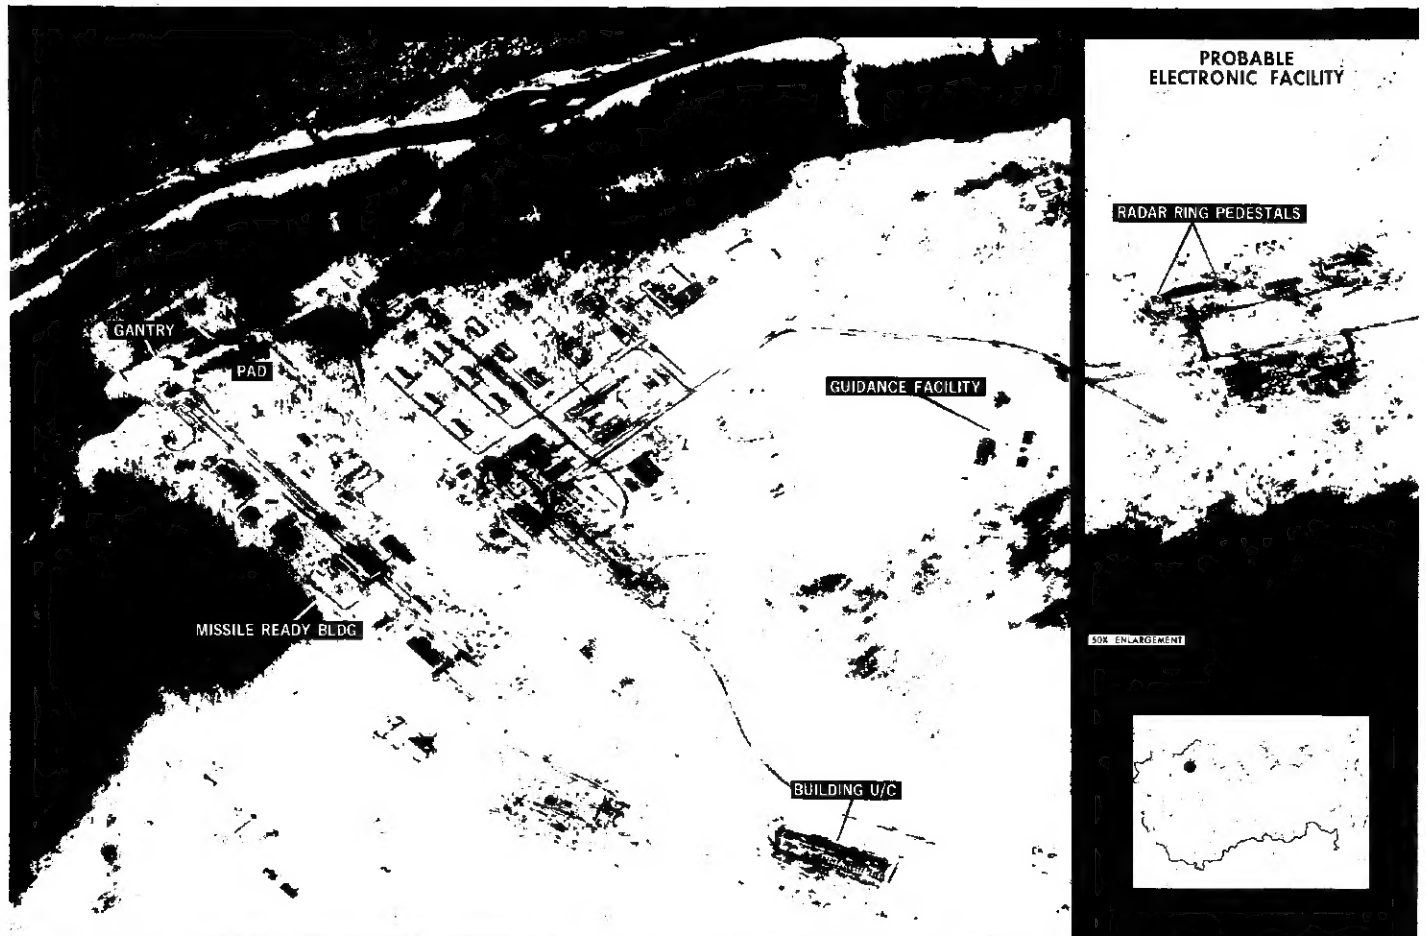 PROBABLE
ELECTRONIC FACILITY
RADAR RING PEDESTALS
GANTRY
PAD
GUIDANCE FACILITY
MISSILE READY BLDG
50X ENLARGEMENT
BUILDING U/C